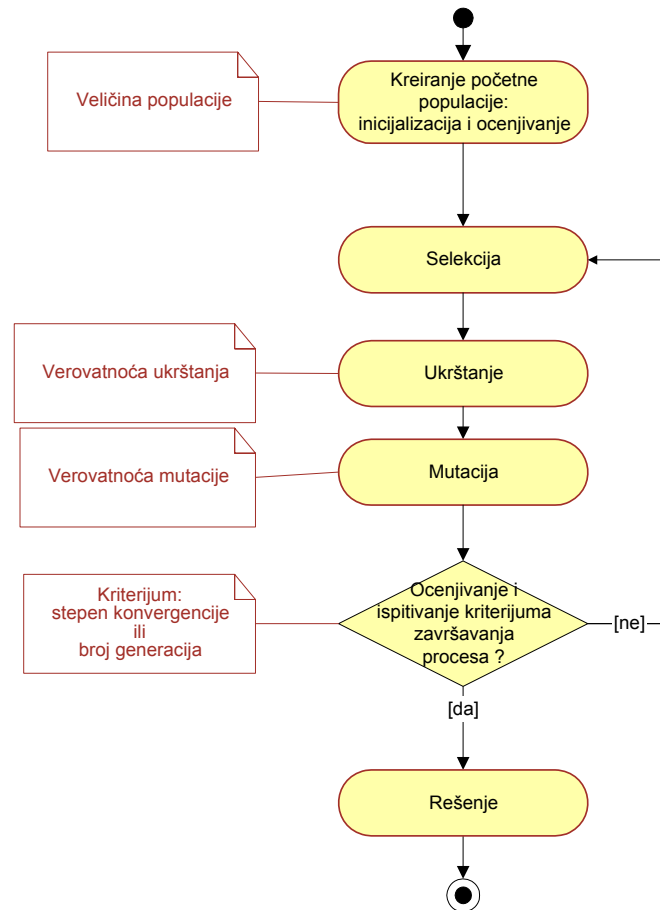 Kreiranje početne
populacije:
inicijalizacija i ocenjivanje
Veličina populacije
Selekcija
Verovatnoća ukrštanja
Ukrštanje
Verovatnoća mutacije
Mutacija
Kriterijum:
stepen konvergencije
ili
broj generacija
Ocenjivanje i
ispitivanje kriterijuma
završavanja
procesa ?
[ne]
[da]
Rešenje